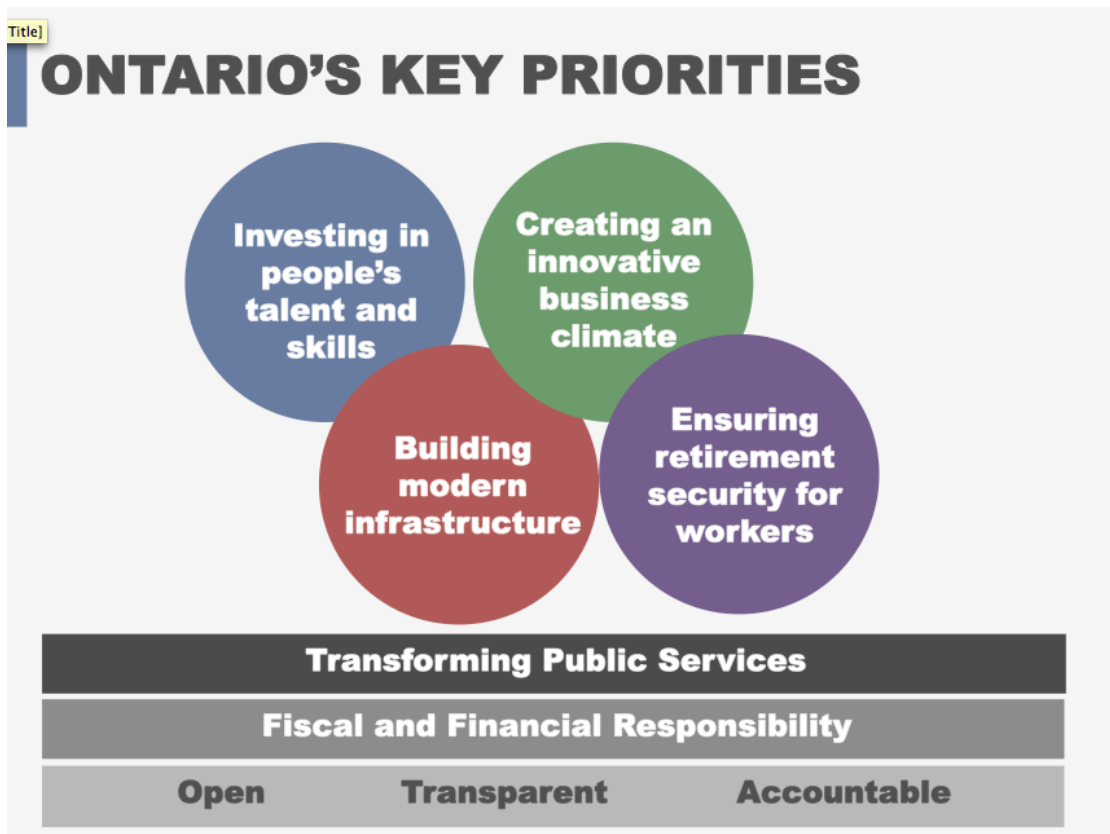 Title]
ONTARIO'S KEY PRIORITIES
Investing in
people's
talent and
skills
Creating an
innovative
business
climate
Building
modern
infrastructure
Ensuring
retirement
security for
workers
Transforming Public Services
Fiscal and Financial Responsibility
Open Transparent Accountable